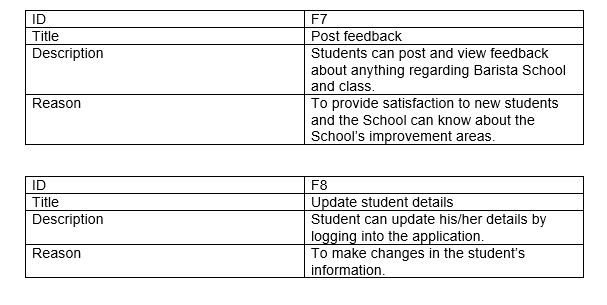 ID F7
Title Post feedback
Description Students can post and view feedback
about anything regarding Barista School
and class.
Reason To provide satisfaction to new students
and the School can know about the
School's improvement areas.
ID F8
Title Update student details
Description Student can update his/her details by
logging into the application.
Reason To make changes in the student's
information.